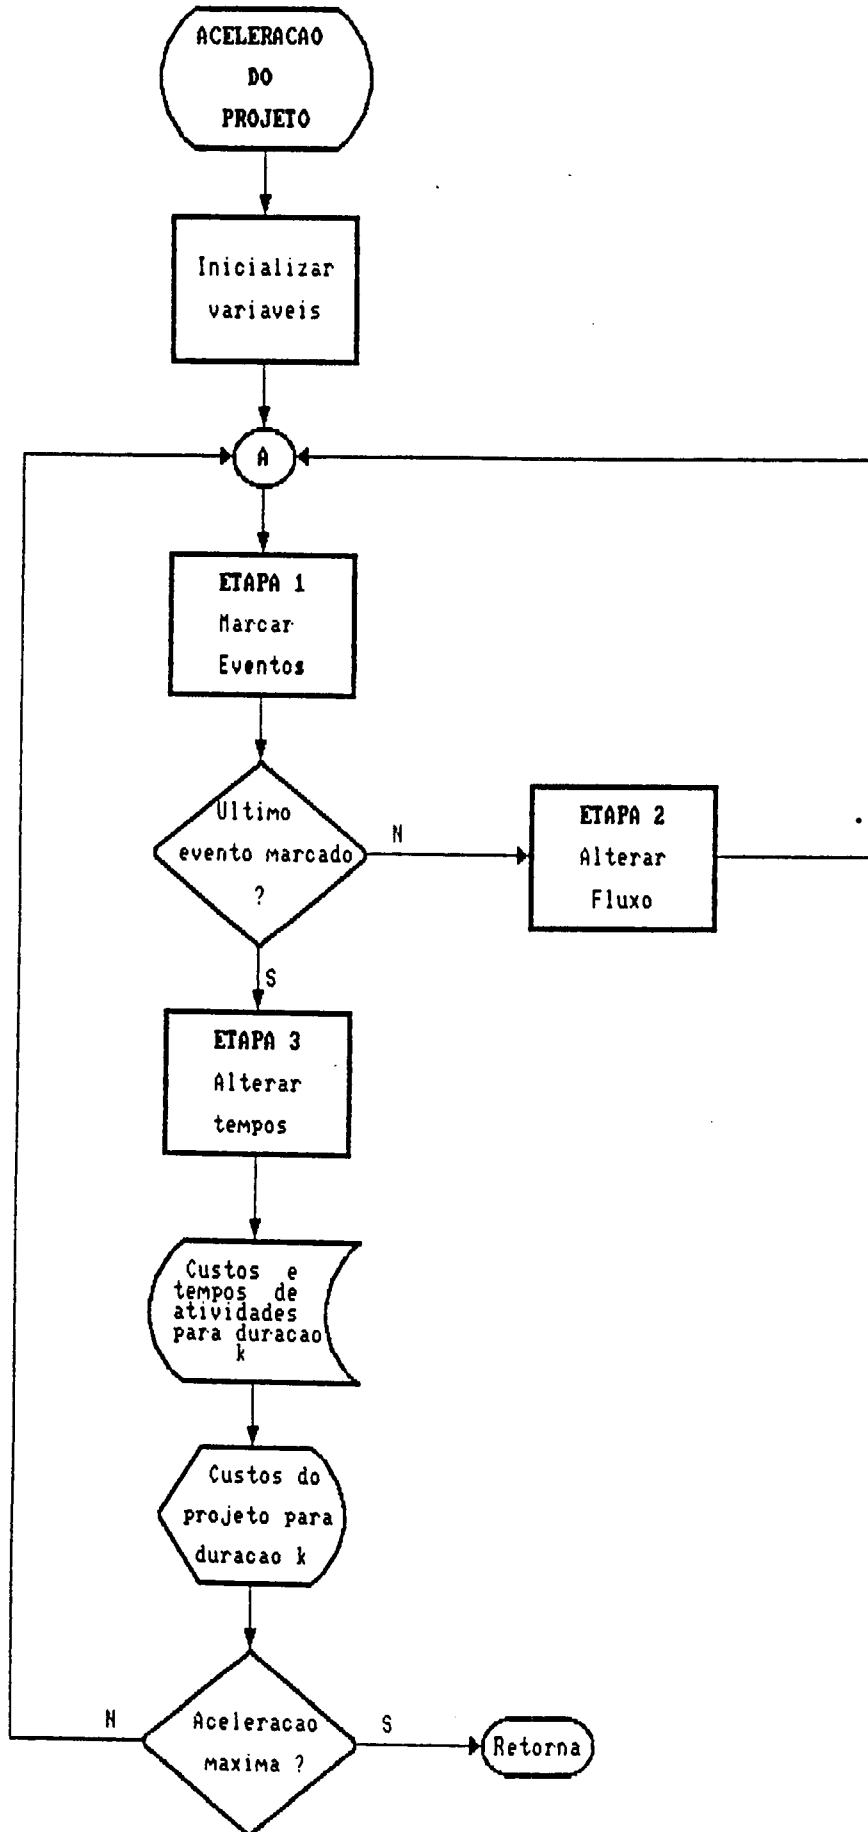 ACELERACAO
DO
PROJETO
Inicializar
variaveis
A
ETAPA 1
Marcar
Eventos
Ultimo
evento marcado
?
N
ETAPA 2
Alterar
Fluxo
S
ETAPA 3
Alterar
tempos
Custos e
tempos de
atividades
para duracao
k
Custos do
projeto para
duracao k
Aceleracao
maxima ?
N
S
Retorna